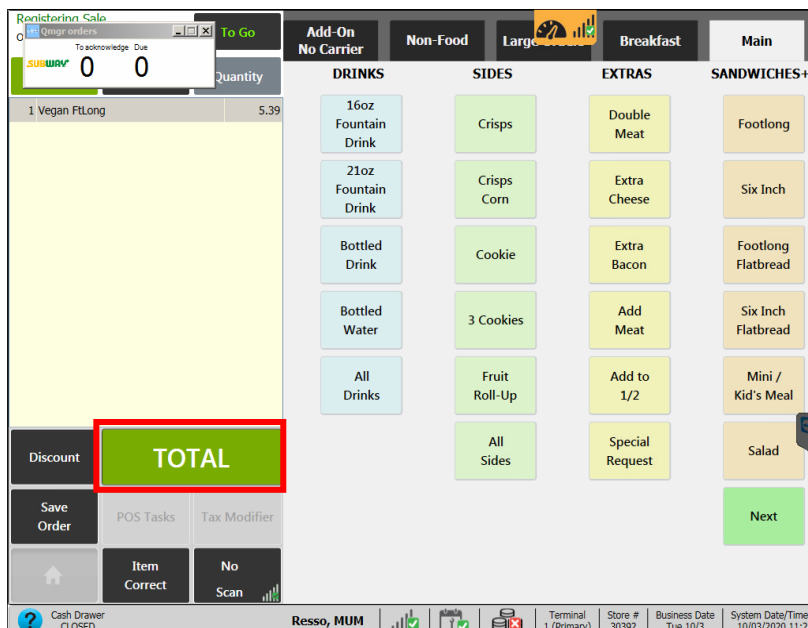 Registering Sale
Qmgr orders
To Go
To acknowledge Due
SUBWAY
0 0
Quantity
1 Vegan FtLong 5.39
Discount
TOTAL
Save
Order
POS Tasks
Tax Modifier
Item
Correct
No
Scan
Add-On
No Carrier
Non-Food
Breakfast
Main
DRINKS
SIDES
EXTRAS
SANDWICHES+
16oz
Fountain
Drink
Crisps
Double
Meat
Footlong
21oz
Fountain
Drink
Crisps
Corn
Extra
Cheese
Six Inch
Bottled
Drink
Cookie
Extra
Bacon
Footlong
Flatbread
Bottled
Water
3 Cookies
Add
Meat
Six Inch
Flatbread
All
Drinks
Fruit
Roll-Up
Add to
1/2
Mini /
Kid's Meal
All
Sides
Special
Request
Salad
Next
Cash Drawer
CLOSED
Resso, MUM
Terminal
1 (Primary)
Store #
30392
Business Date
Tue 10/3
System Date/Time